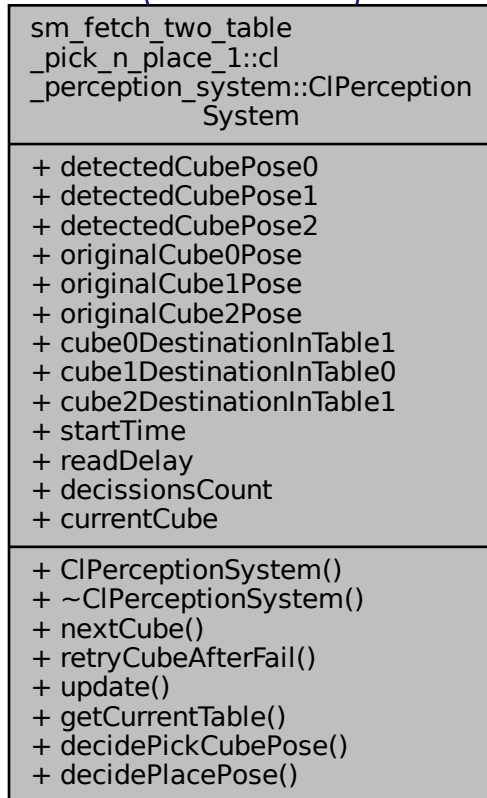 sm_fetch_two_table
_pick_n_place_1::cl
_perception_system::ClPerception
System
+ detectedCubePose0
+ detectedCubePose1
+ detectedCubePose2
+ originalCube0Pose
+ originalCube1Pose
+ originalCube2Pose
+ cube0DestinationInTable1
+ cube1DestinationInTable0
+ cube2DestinationInTable1
+ startTime
+ readDelay
+ decissionsCount
+ currentCube
+ ClPerceptionSystem()
+ ~ClPerceptionSystem()
+ nextCube()
+ retryCubeAfterFail()
+ update()
+ getCurrentTable()
+ decidePickCubePose()
+ decidePlacePose()